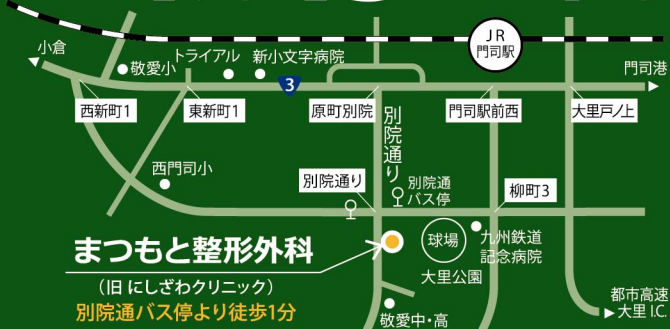 JR
門司駅
小倉
トライアル
新小文字病院
敬愛小
門司港
3
西新町1
東新町1
原町別院
門司駅前西
大里戸ノ上
別院通り
西門司小
別院通り
別院通
バス停
柳町3
まつもと整形外科
(旧 にしざわクリニック)
別院通バス停より徒歩1分
球場
大里公園
九州鉄道
記念病院
敬愛中・高
都市高速
大里 I.C.